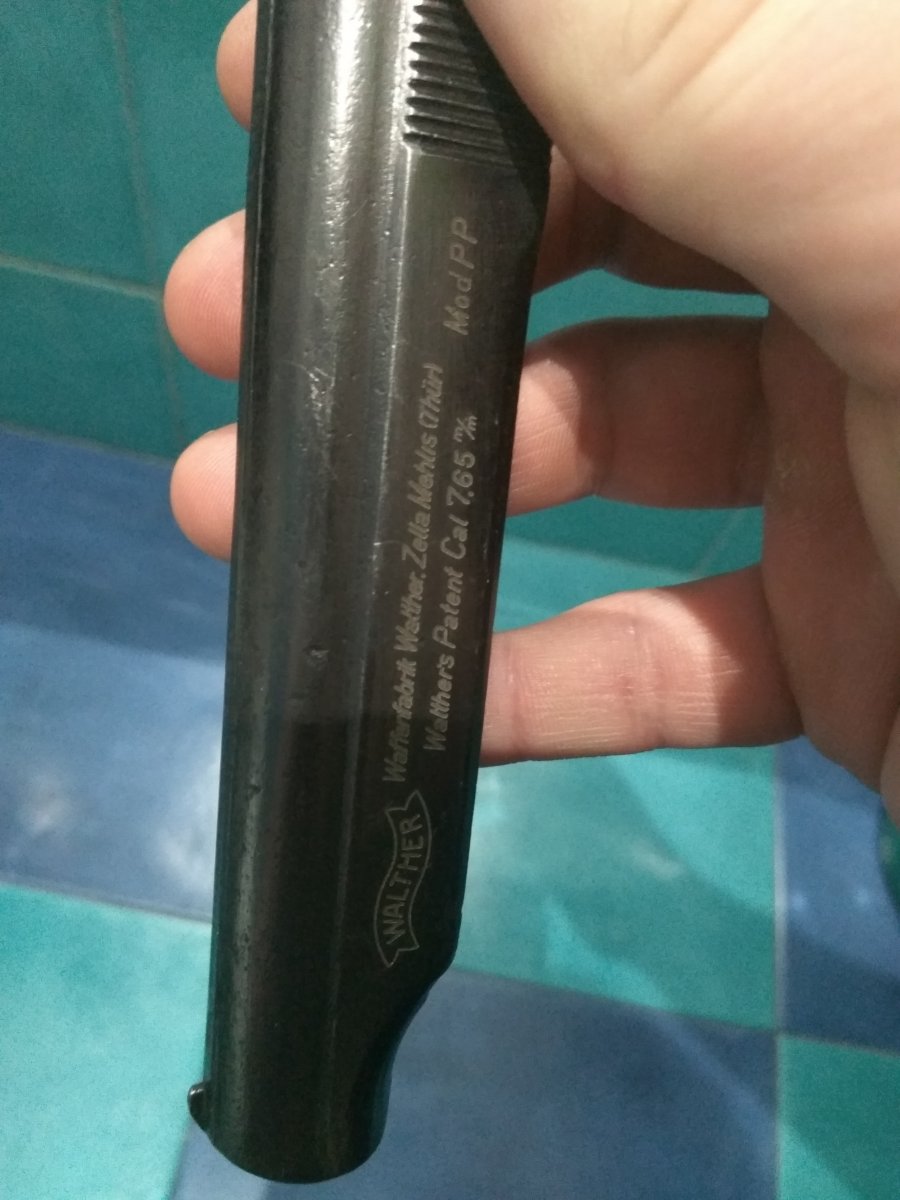 WALTHER
Waffenfabrik Walther, Zella-Mehlis (Thür)
Walther's Patent Cal 7,65 m/m
Mod PP